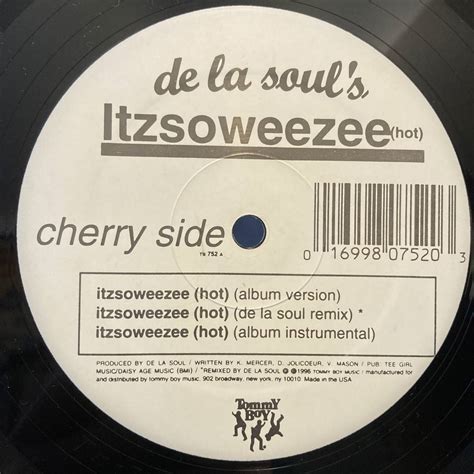 de la soul's
Itzsoweezee (hot)
cherry side
TB 752 A
0 16998 07520 3
itzsoweezee (hot) (album version)
itzsoweezee (hot) (de la soul remix) *
itzsoweezee (hot) (album instrumental)
PRODUCED BY DE LA SOUL / WRITTEN BY K. MERCER, D. JOLICOEUR, V. MASON / PUB: TEE GIRL
MUSIC/DAISY AGE MUSIC (BMI) / *REMIXED BY DE LA SOUL ℗ ©1996 TOMMY BOY MUSIC / manufactured for
and distributed by tommy boy music, 902 broadway, new york, ny 10010. Made in the USA
Tommy
Boy